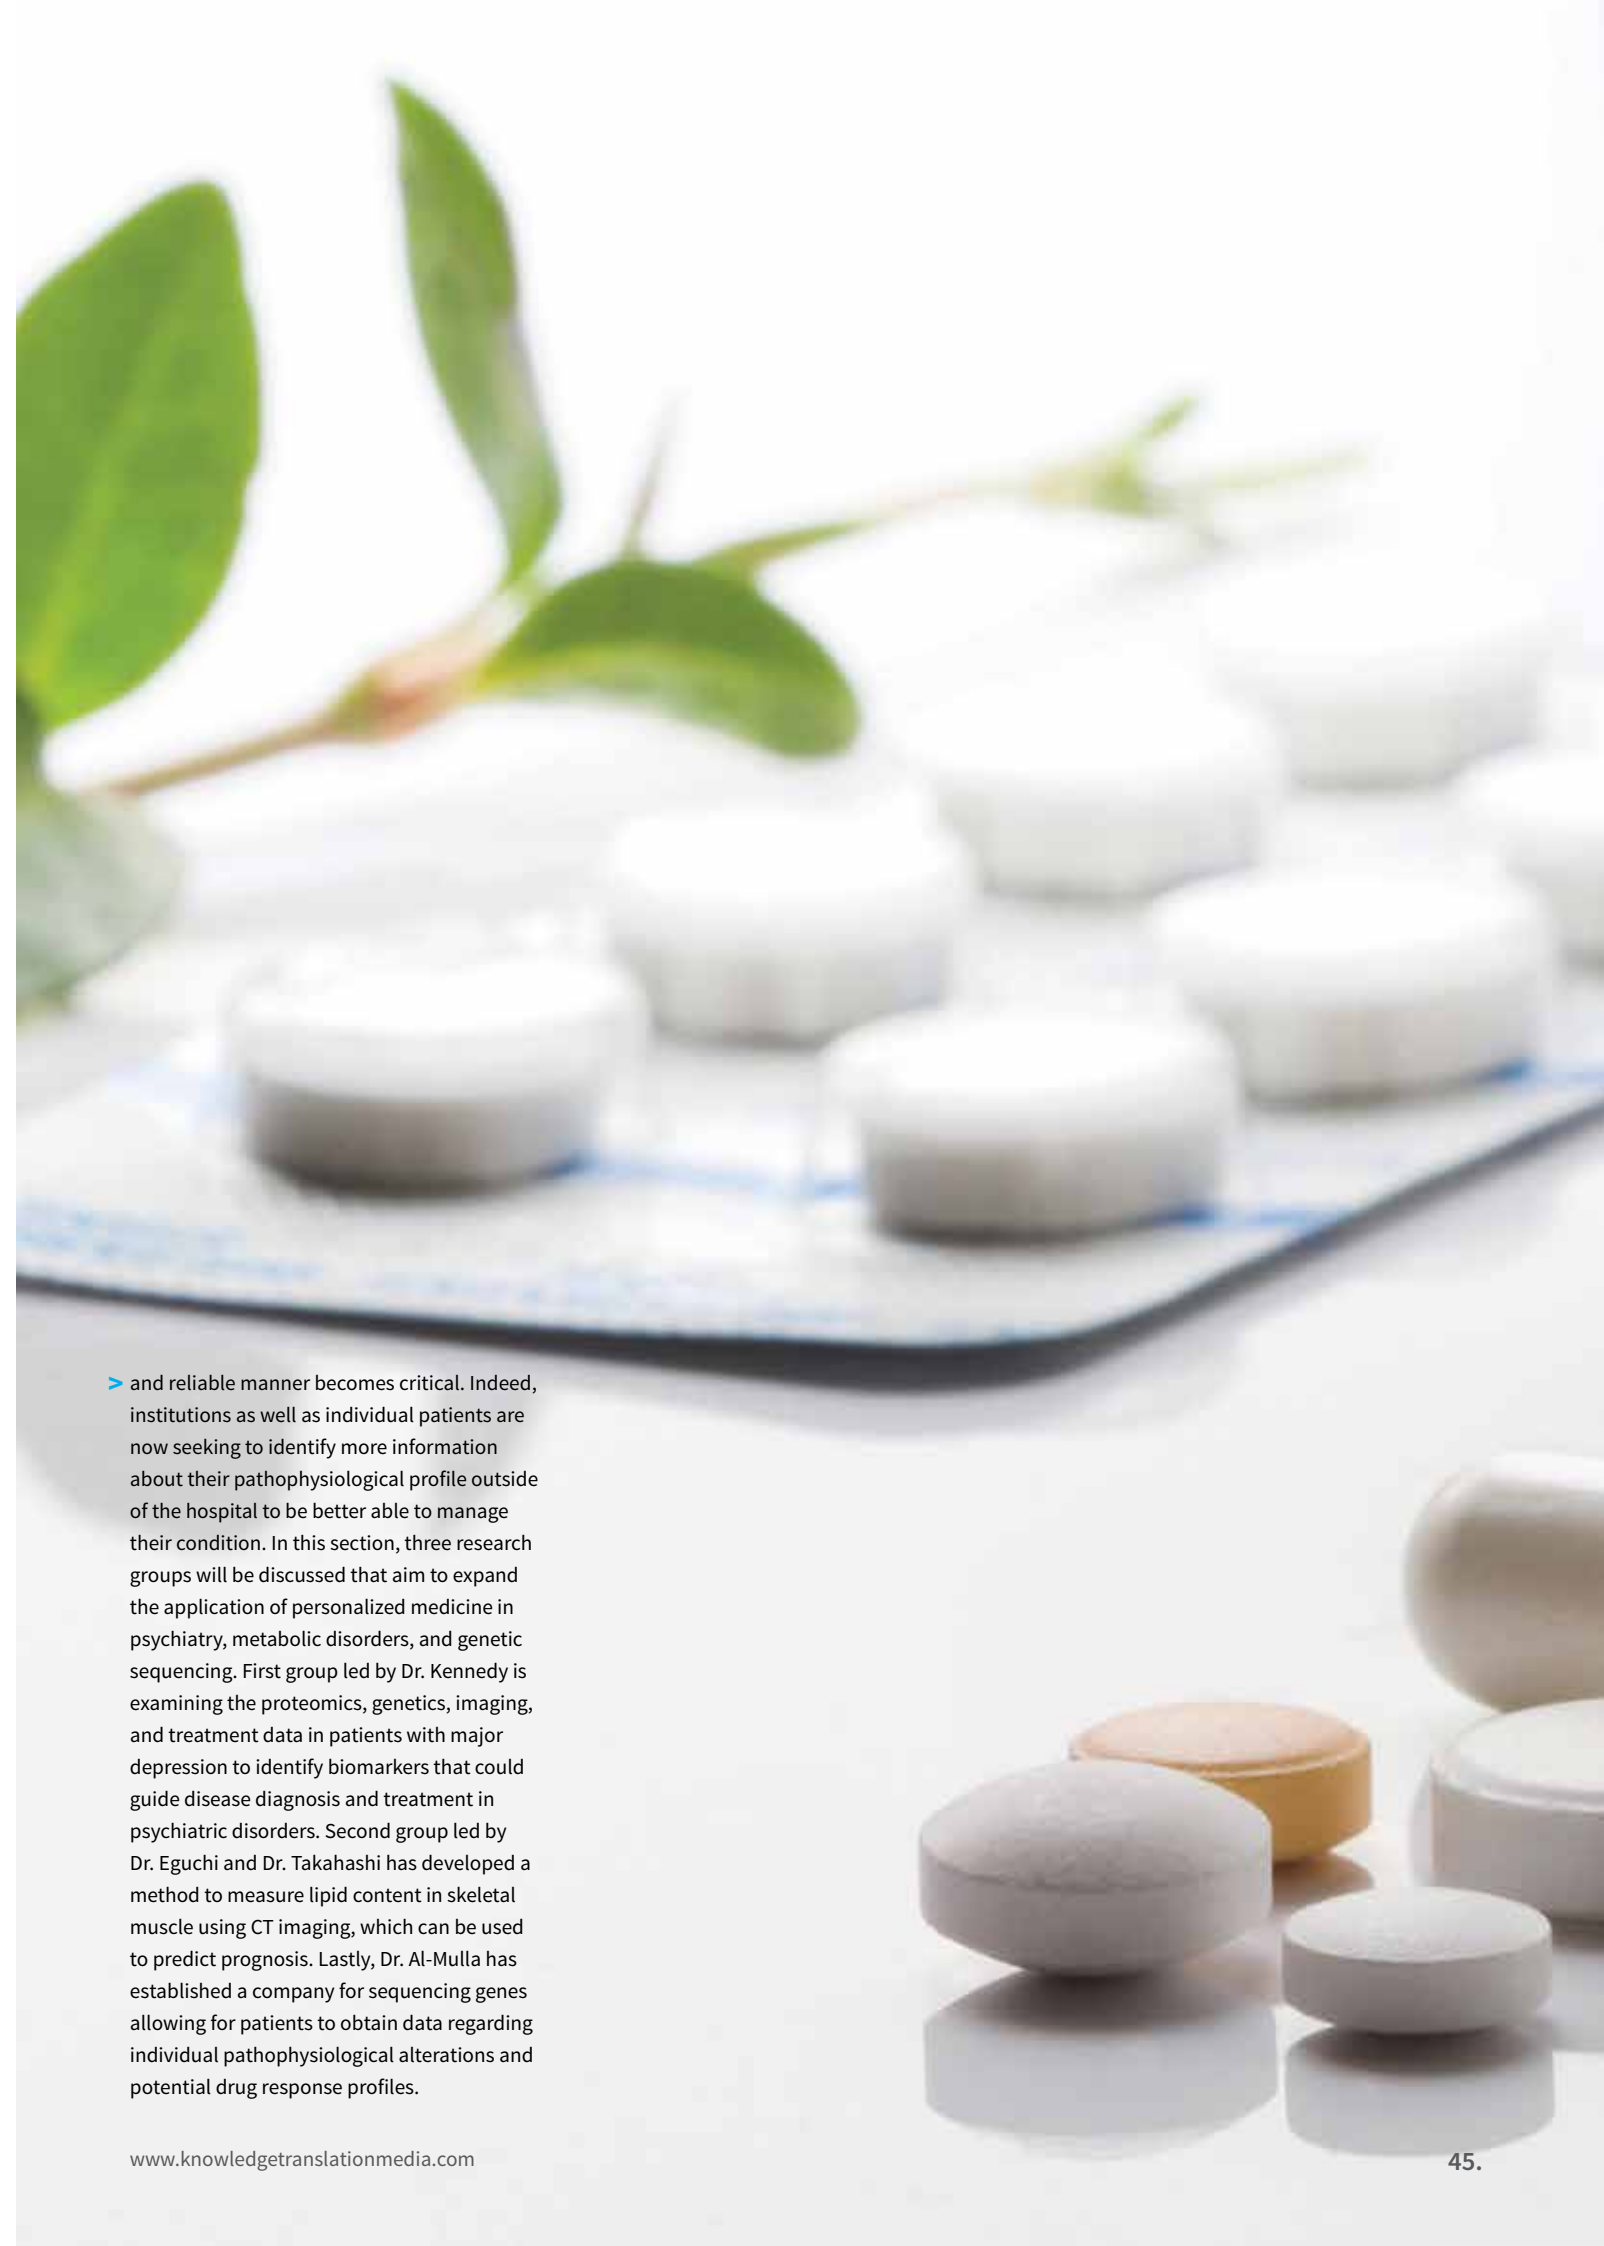 > and reliable manner becomes critical. Indeed,
institutions as well as individual patients are
now seeking to identify more information
about their pathophysiological profile outside
of the hospital to be better able to manage
their condition. In this section, three research
groups will be discussed that aim to expand
the application of personalized medicine in
psychiatry, metabolic disorders, and genetic
sequencing. First group led by Dr. Kennedy is
examining the proteomics, genetics, imaging,
and treatment data in patients with major
depression to identify biomarkers that could
guide disease diagnosis and treatment in
psychiatric disorders. Second group led by
Dr. Eguchi and Dr. Takahashi has developed a
method to measure lipid content in skeletal
muscle using CT imaging, which can be used
to predict prognosis. Lastly, Dr. Al-Mulla has
established a company for sequencing genes
allowing for patients to obtain data regarding
individual pathophysiological alterations and
potential drug response profiles.
www.knowledgetranslationmedia.com
45.